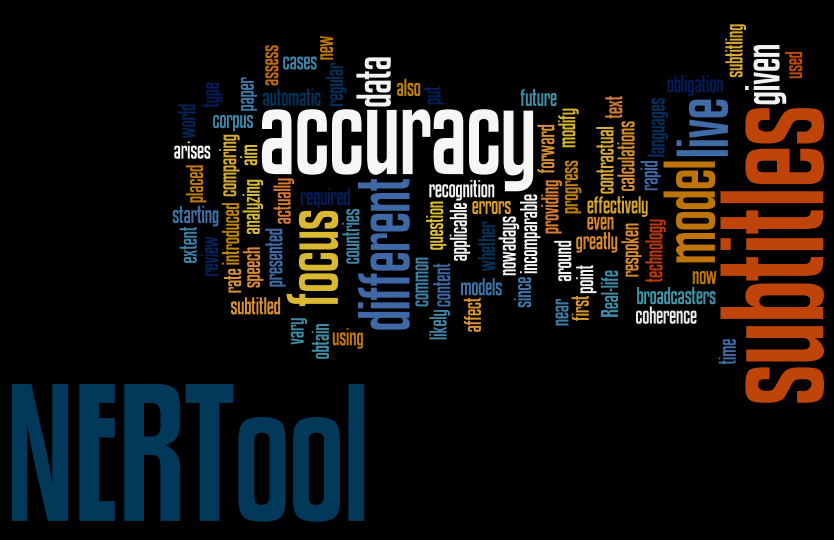 new
cases
assess
subtitling
given
used
data
regular
also
put
automatic
type
paper
world
corpus
future
obligation
live
languages
text
modify
forward
accuracy
contractual
calculations
rapid
subtitles
arises
comparing
aim
placed
analyzing
actually
required
recognition
progress
providing
model
starting
introduced
focus
countries
different
question
applicable
errors
effectively
even
greatly
respoken
technology
extent
review
rate
speech
presented
whether
nowadays
incomparable
around
point
now
subtitled
common
content
models
since
Real-life
broadcasters
coherence
vary
obtain
using
likely
affect
near
first
time
NERTool